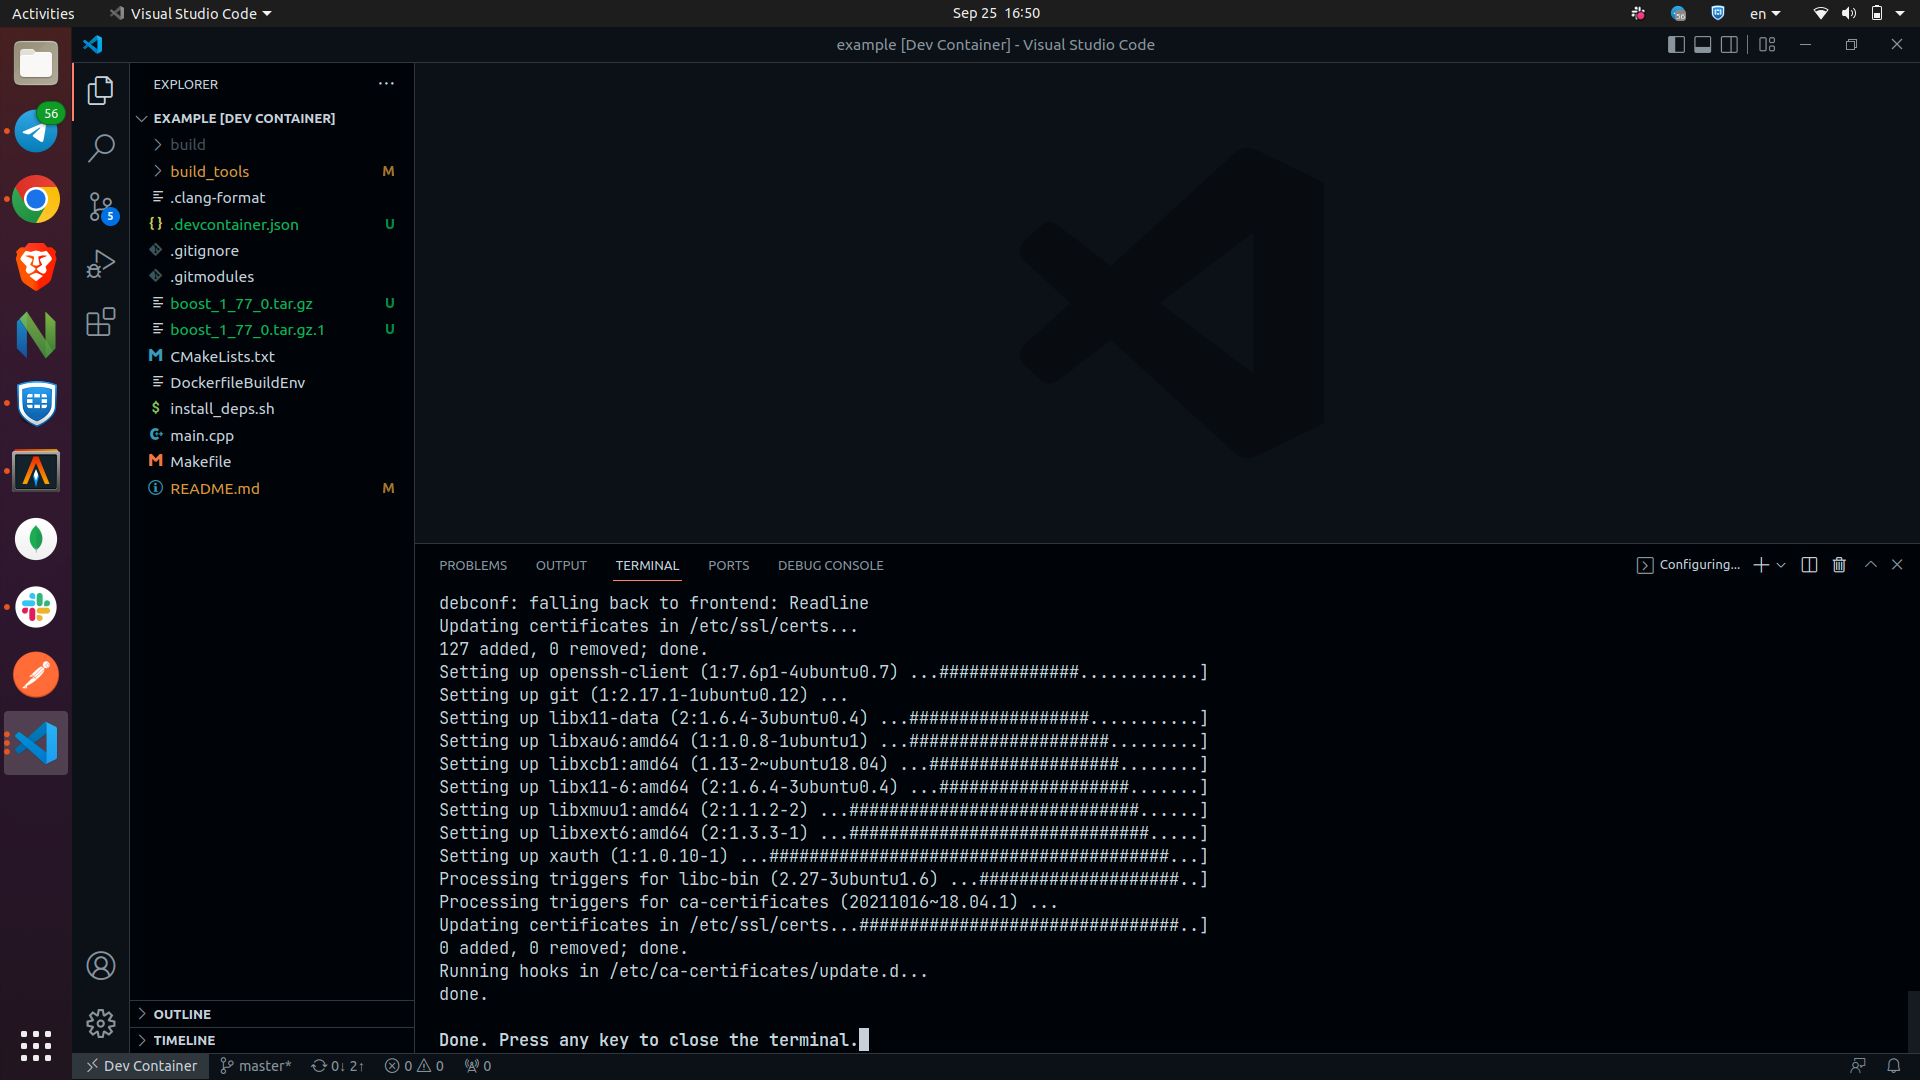 Activities
Visual Studio Code
Sep 25 16:50
en
56
example [Dev Container] - Visual Studio Code
56
5
EXPLORER
EXAMPLE [DEV CONTAINER]
build
build_tools M
.clang-format
.devcontainer.json U
.gitignore
.gitmodules
boost_1_77_0.tar.gz U
boost_1_77_0.tar.gz.1 U
CMakeLists.txt
DockerfileBuildEnv
install_deps.sh
main.cpp
Makefile
README.md M
OUTLINE
TIMELINE
PROBLEMS OUTPUT TERMINAL PORTS DEBUG CONSOLE
Configuring...
debconf: falling back to frontend: Readline
Updating certificates in /etc/ssl/certs...
127 added, 0 removed; done.
Setting up openssh-client (1:7.6p1-4ubuntu0.7) ...##############............]
Setting up git (1:2.17.1-1ubuntu0.12) ...
Setting up libx11-data (2:1.6.4-3ubuntu0.4) ...##################...........]
Setting up libxau6:amd64 (1:1.0.8-1ubuntu1) ...####################.........]
Setting up libxcb1:amd64 (1.13-2~ubuntu18.04) ...###################........]
Setting up libx11-6:amd64 (2:1.6.4-3ubuntu0.4) ...###################.......]
Setting up libxmuu1:amd64 (2:1.1.2-2) ...#############################......]
Setting up libxext6:amd64 (2:1.3.3-1) ...##############################.....]
Setting up xauth (1:1.0.10-1) ...########################################...]
Processing triggers for libc-bin (2.27-3ubuntu1.6) ...####################..]
Processing triggers for ca-certificates (20211016~18.04.1) ...
Updating certificates in /etc/ssl/certs...################################..]
0 added, 0 removed; done.
Running hooks in /etc/ca-certificates/update.d...
done.
Done. Press any key to close the terminal.
Dev Container master* 0↓ 2↑ 0 0 0